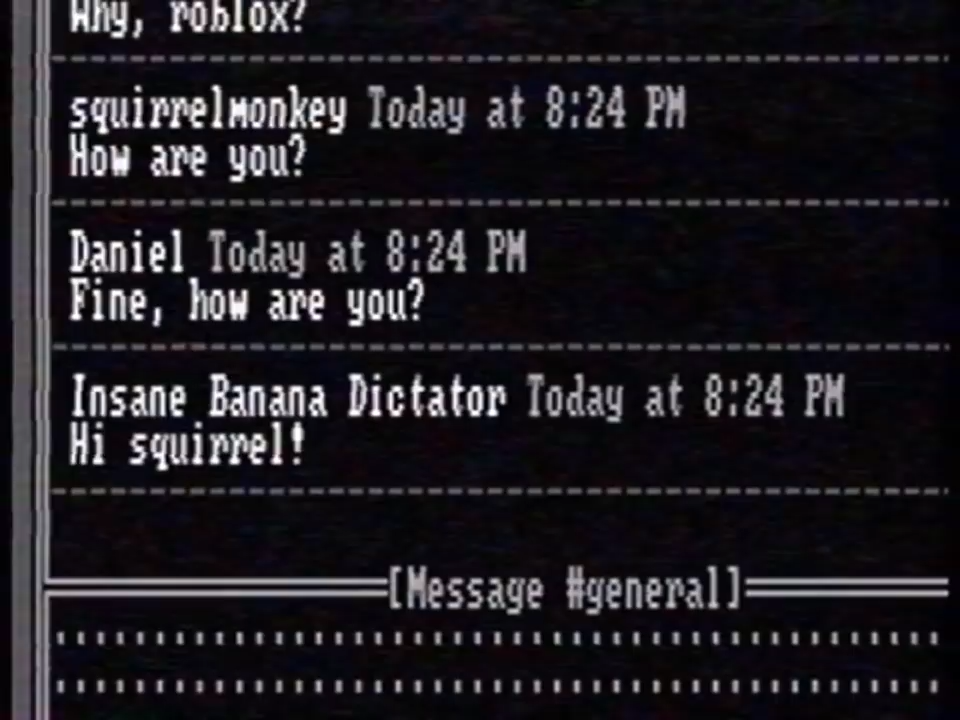 Why, roblox?
squirrelmonkey Today at 8:24 PM
How are you?
Daniel Today at 8:24 PM
Fine, how are you?
Insane Banana Dictator Today at 8:24 PM
Hi squirrel!
[Message #general]